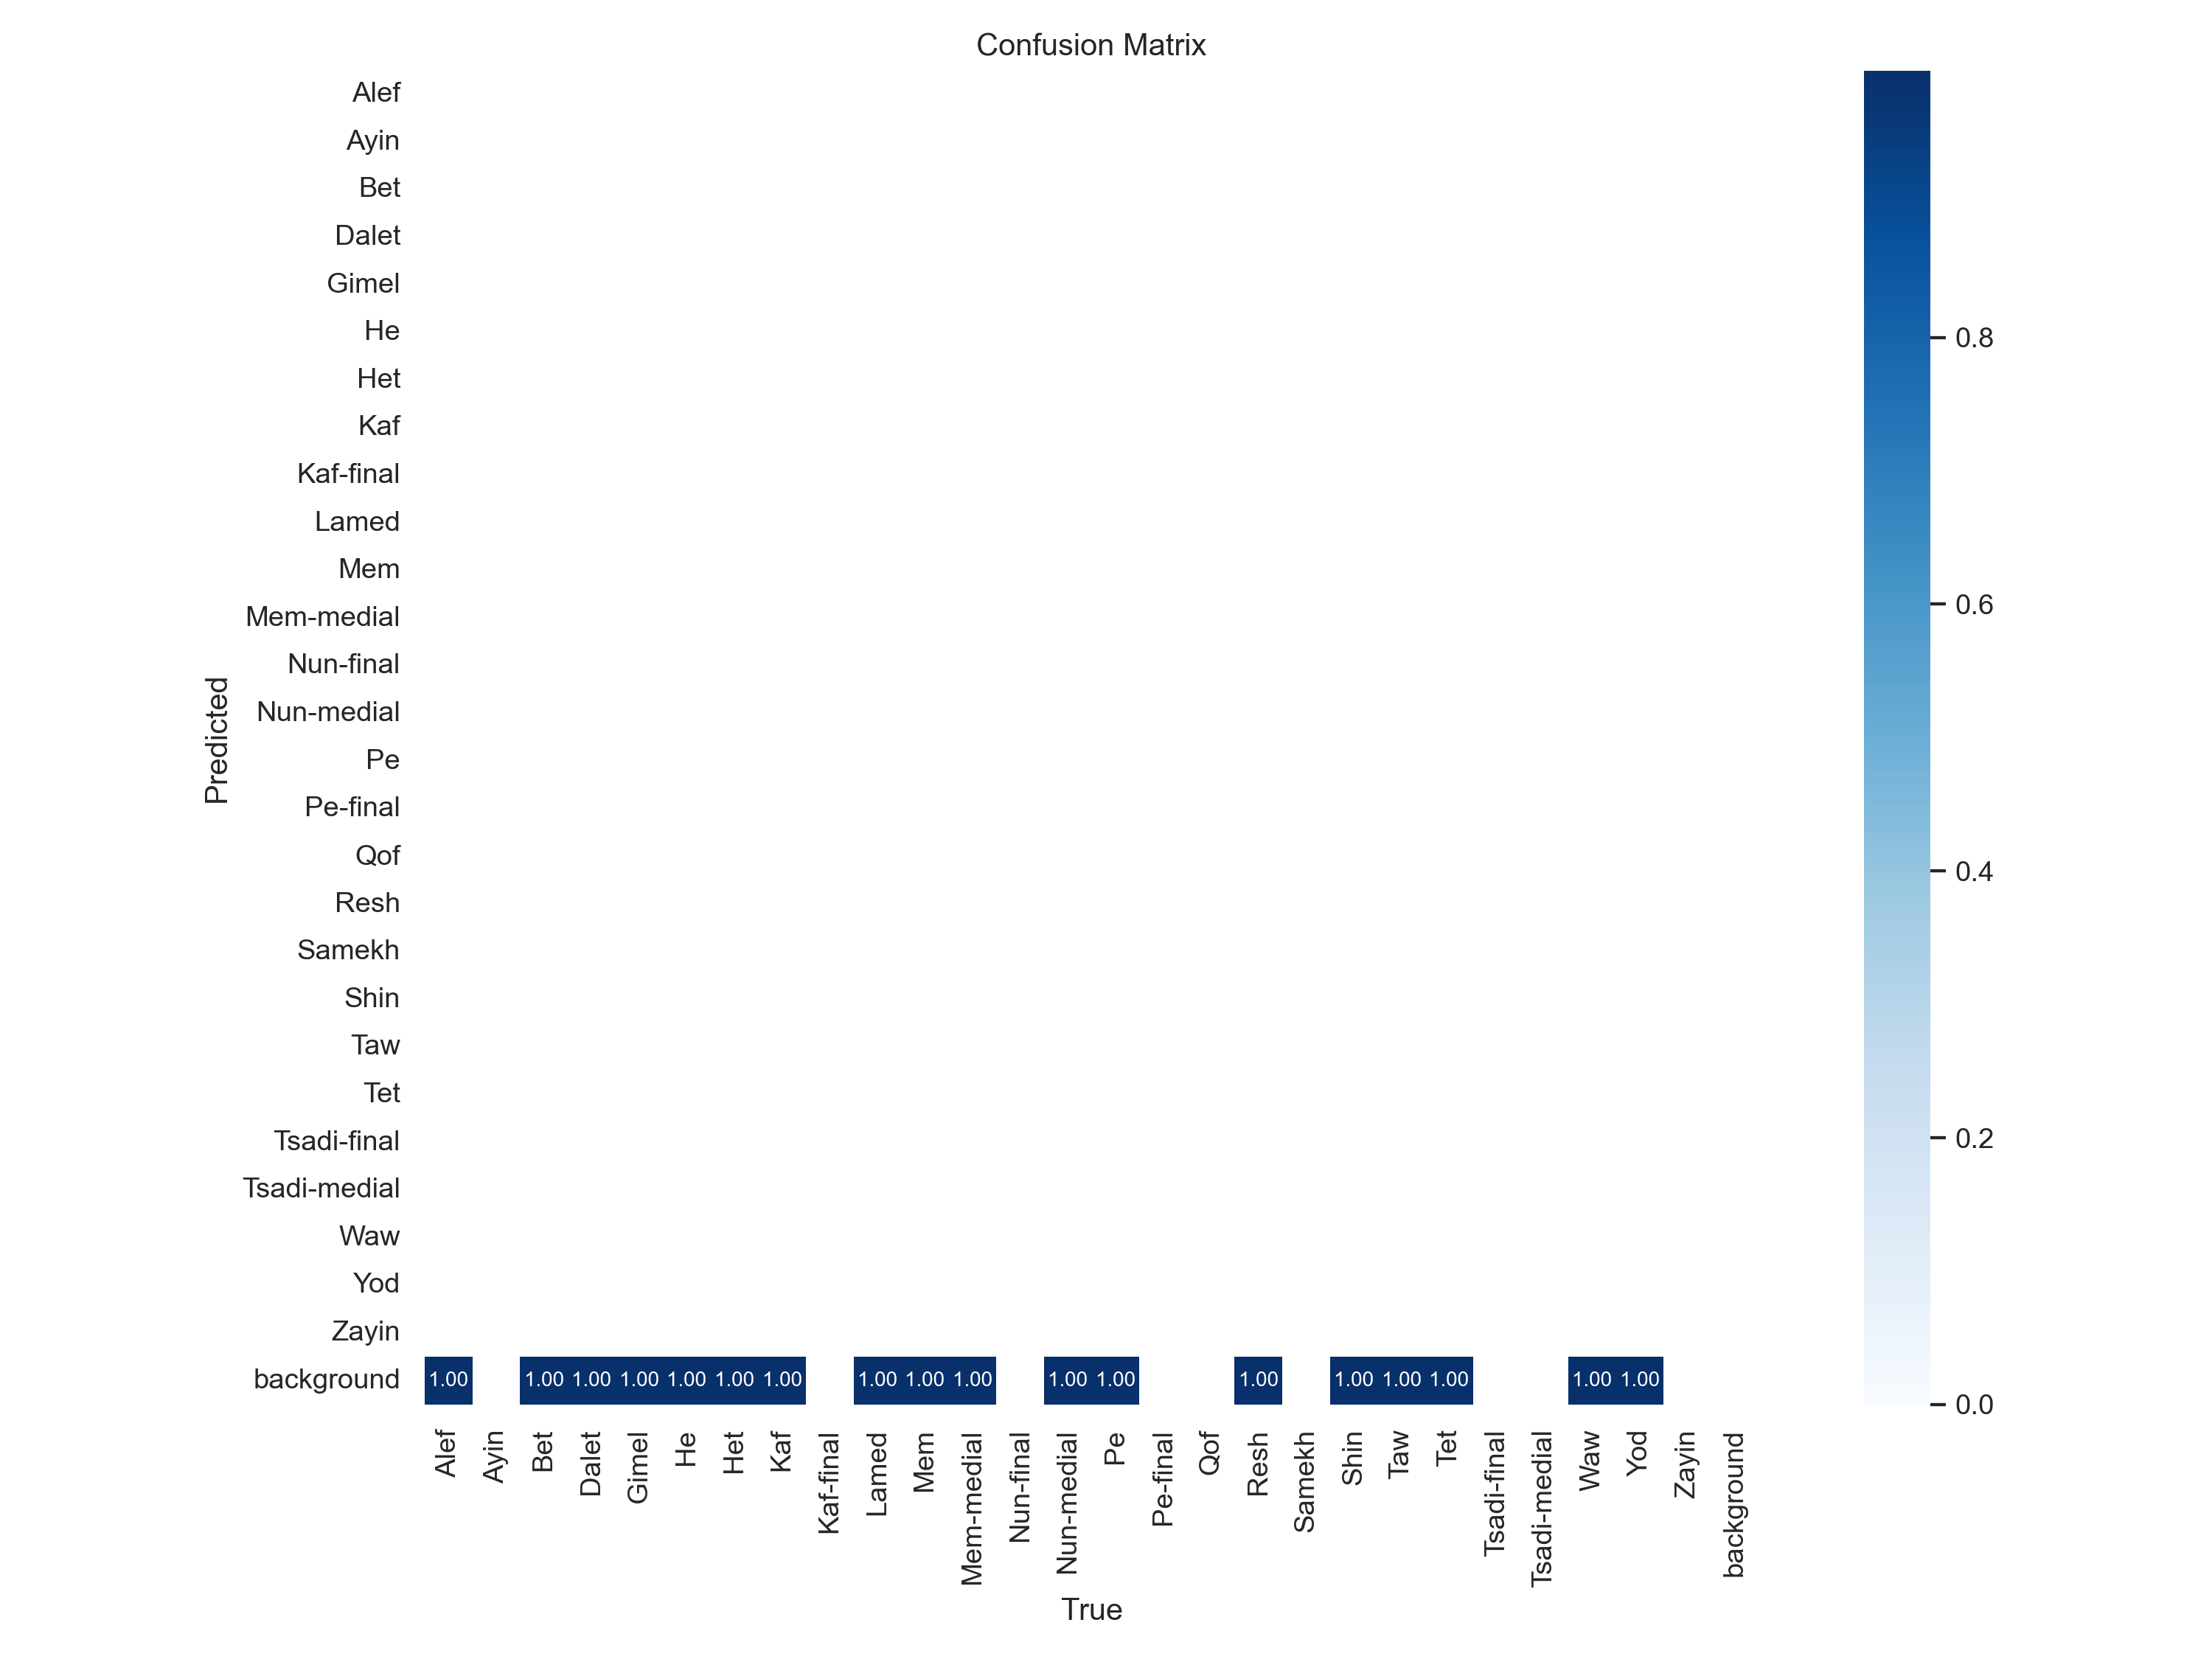 Confusion Matrix
Alef
Ayin
Bet
Dalet
Gimel
He
Het
Kaf
Kaf-final
Lamed
Mem
Mem-medial
Nun-final
Nun-medial
Pe
Pe-final
Qof
Resh
Samekh
Shin
Taw
Tet
Tsadi-final
Tsadi-medial
Waw
Yod
Zayin
background
Predicted
1.00 1.00 1.00 1.00 1.00 1.00 1.00 1.00 1.00 1.00 1.00 1.00 1.00 1.00 1.00 1.00 1.00 1.00
Alef Ayin Bet Dalet Gimel He Het Kaf Kaf-final Lamed Mem Mem-medial Nun-final Nun-medial Pe Pe-final Qof Resh Samekh Shin Taw Tet Tsadi-final Tsadi-medial Waw Yod Zayin background
True
0.8
0.6
0.4
0.2
0.0